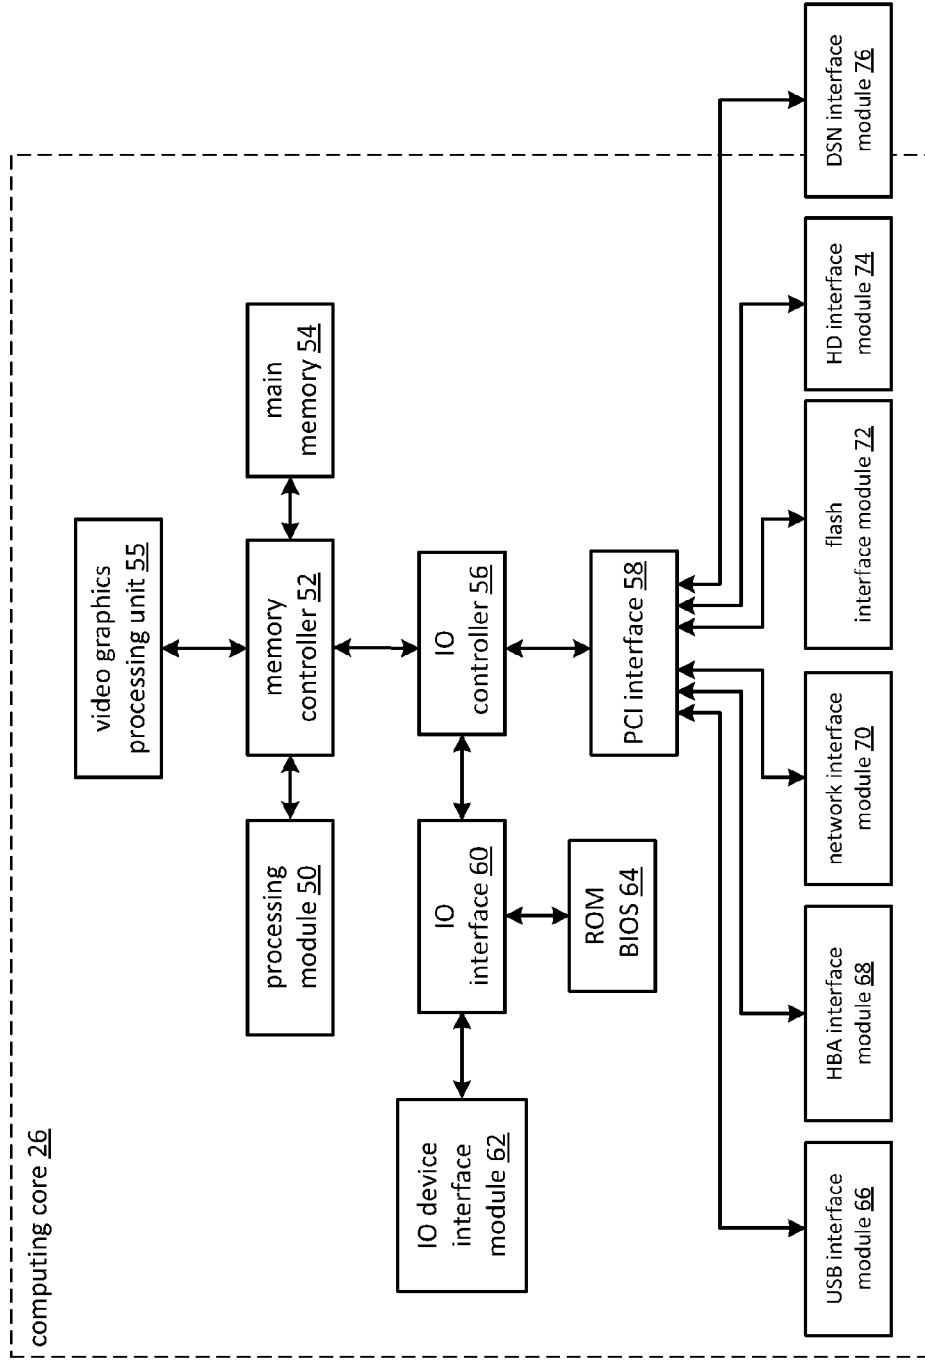 computing core 26
video graphics
processing unit 55
processing
module 50
memory
controller 52
main
memory 54
IO device
interface
module 62
IO
interface 60
IO
controller 56
ROM
BIOS 64
PCI interface 58
USB interface
module 66
HBA interface
module 68
network interface
module 70
flash
interface module 72
HD interface
module 74
DSN interface
module 76